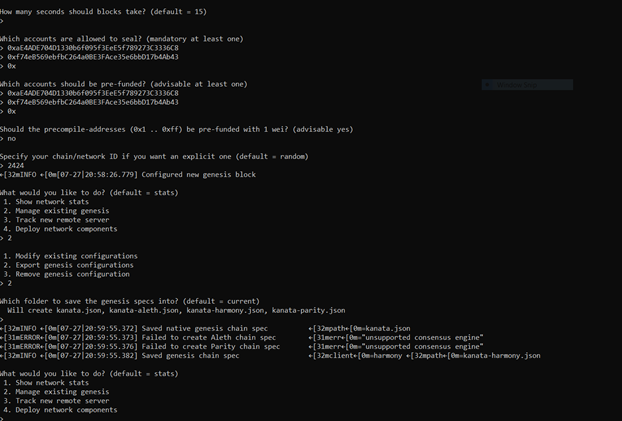 How many seconds should blocks take? (default = 15)
>
Which accounts are allowed to seal? (mandatory at least one)
> 0xaE4ADE704D1330b6f095f3EeE5f789273C3336C8
> 0xf74eB569ebfbC264a0BE3FAce35e6bbD17b4Ab43
> 0x
Which accounts should be pre-funded? (advisable at least one)
> 0xaE4ADE704D1330b6f095f3EeE5f789273C3336C8
> 0xf74eB569ebfbC264a0BE3FAce35e6bbD17b4Ab43
> 0x
Should the precompile-addresses (0x1 .. 0xff) be pre-funded with 1 wei? (advisable yes)
> no
Specify your chain/network ID if you want an explicit one (default = random)
> 2424
←[32mINFO ←[0m[07-27|20:58:26.779] Configured new genesis block
What would you like to do? (default = stats)
1. Show network stats
2. Manage existing genesis
3. Track new remote server
4. Deploy network components
> 2
1. Modify existing configurations
2. Export genesis configurations
3. Remove genesis configuration
> 2
Which folder to save the genesis specs into? (default = current)
Will create kanata.json, kanata-aleth.json, kanata-harmony.json, kanata-parity.json
>
←[32mINFO ←[0m[07-27|20:59:55.372] Saved native genesis chain spec ←[32mpath←[0m=kanata.json
←[31mERROR←[0m[07-27|20:59:55.373] Failed to create Aleth chain spec ←[31merr←[0m="unsupported consensus engine"
←[31mERROR←[0m[07-27|20:59:55.376] Failed to create Parity chain spec ←[31merr←[0m="unsupported consensus engine"
←[32mINFO ←[0m[07-27|20:59:55.382] Saved genesis chain spec ←[32mclient←[0m=harmony ←[32mpath←[0m=kanata-harmony.json
What would you like to do? (default = stats)
1. Show network stats
2. Manage existing genesis
3. Track new remote server
4. Deploy network components
>